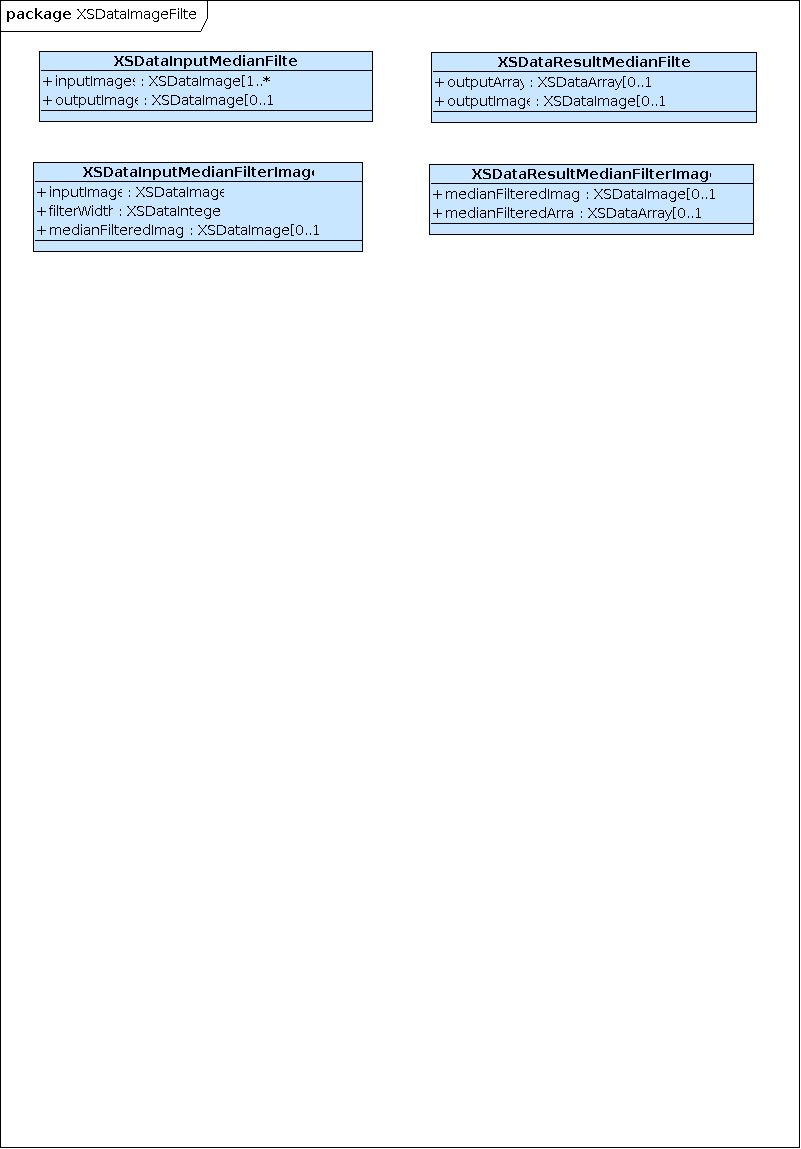 package XSDataImageFilte
XSDataInputMedianFilte
+inputImages : XSDataImage[1..*
+outputImage : XSDataImage[0..1
XSDataResultMedianFilte
+outputArray : XSDataArray[0..1
+outputImage : XSDataImage[0..1
XSDataInputMedianFilterImage
+inputImage : XSDataImage
+filterWidth : XSDataIntege
+medianFilteredImag : XSDataImage[0..1
XSDataResultMedianFilterImag
+medianFilteredImag : XSDataImage[0..1
+medianFilteredArra : XSDataArray[0..1